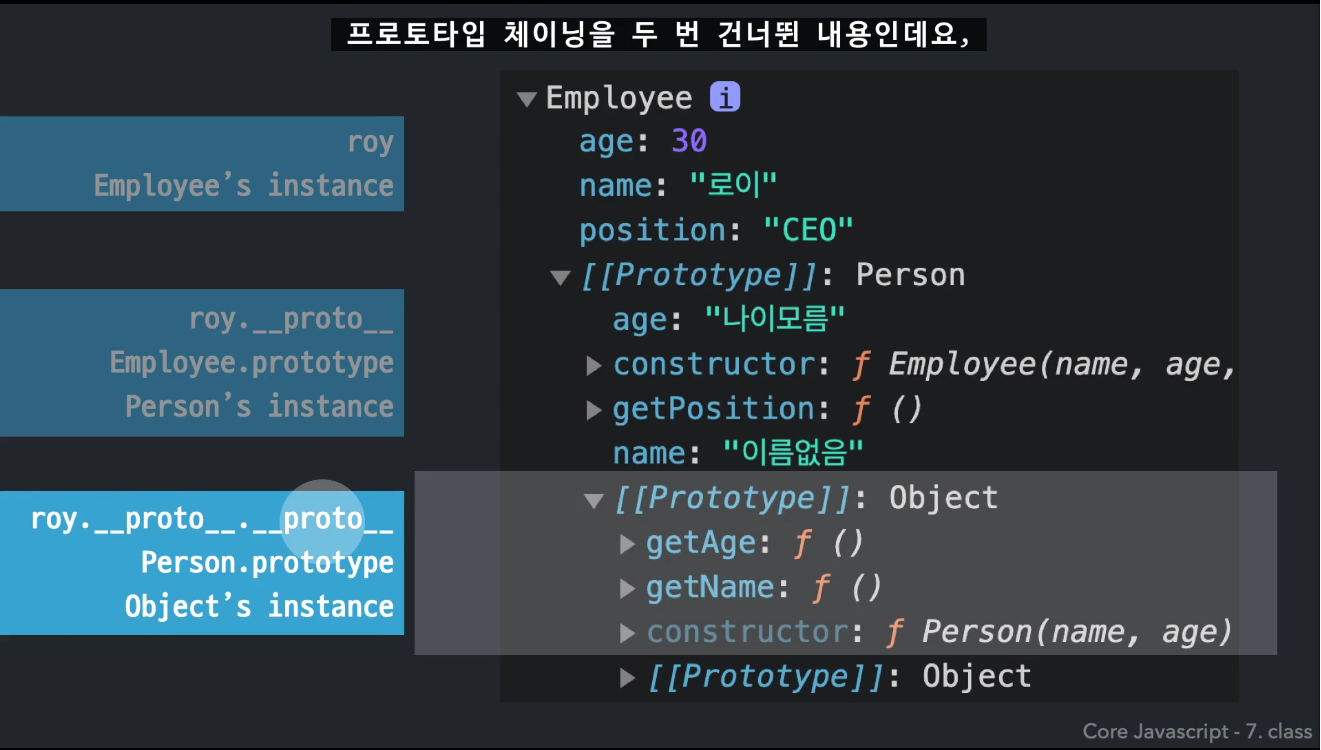 프로토타입 체이닝을 두 번 건너뛴 내용인데요,
roy
Employee’s instance
roy.__proto__
Employee.prototype
Person’s instance
roy.__proto__.__proto__
Person.prototype
Object’s instance
▼ Employee i
age: 30
name: "로이"
position: "CEO"
▼ [[Prototype]]: Person
age: "나이모름"
▶ constructor: ƒ Employee(name, age,
▶ getPosition: ƒ ()
name: "이름없음"
▼ [[Prototype]]: Object
▶ getAge: ƒ ()
▶ getName: ƒ ()
▶ constructor: ƒ Person(name, age)
▶ [[Prototype]]: Object
Core Javascript - 7. class